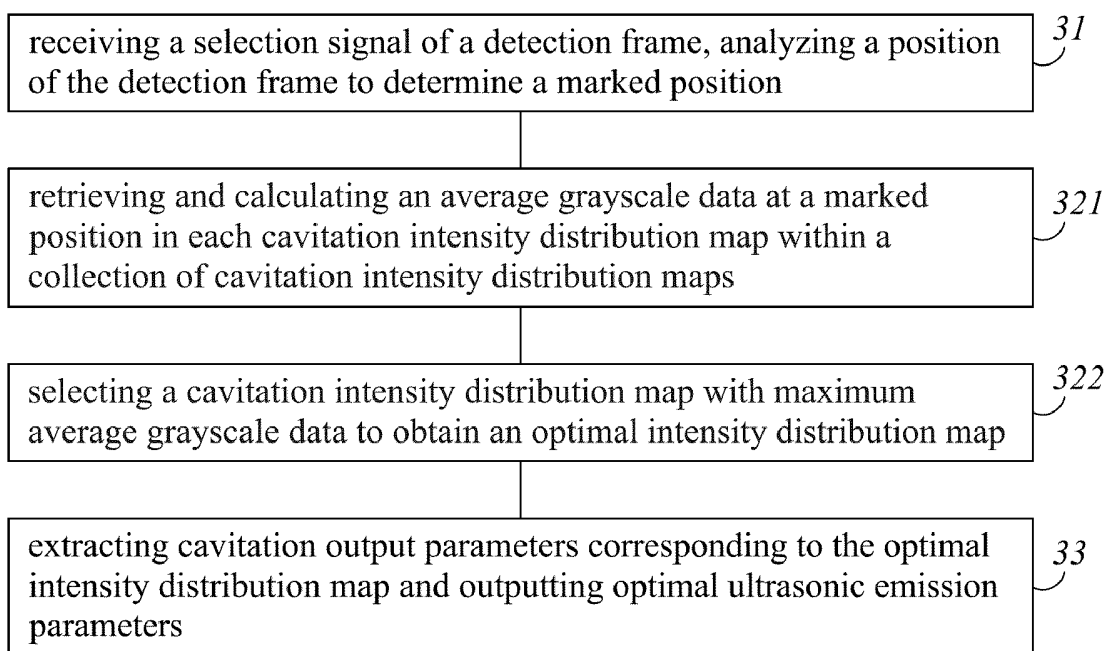 receiving a selection signal of a detection frame, analyzing a position
of the detection frame to determine a marked position
31
retrieving and calculating an average grayscale data at a marked
position in each cavitation intensity distribution map within a
collection of cavitation intensity distribution maps
321
selecting a cavitation intensity distribution map with maximum
average grayscale data to obtain an optimal intensity distribution map
322
extracting cavitation output parameters corresponding to the optimal
intensity distribution map and outputting optimal ultrasonic emission
parameters
33